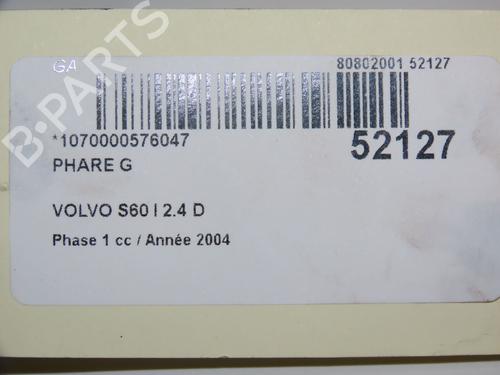 GA 80802001 52127
*1070000576047 52127
PHARE G
VOLVO S60 I 2.4 D
Phase 1 cc / Année 2004
B-PARTS